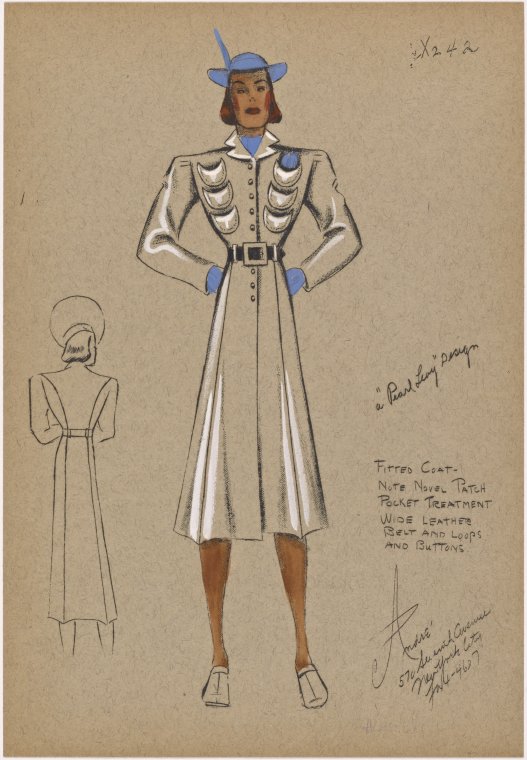 X242
"a Pearl Levy" Design
FITTED COAT-
NOTE NOVEL PATCH
POCKET TREATMENT
WIDE LEATHER
BELT AND LOOPS
AND BUTTONS
André
570 Seventh Avenue
New York City